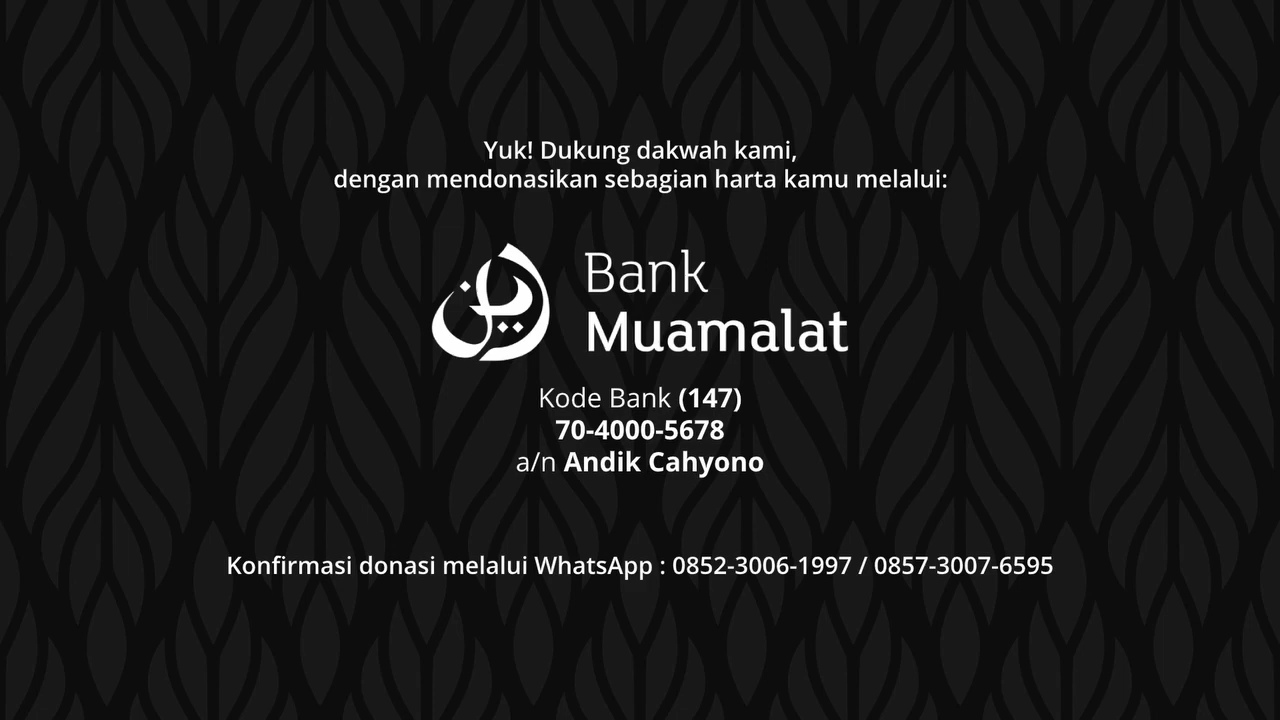 Yuk! Dukung dakwah kami,
dengan mendonasikan sebagian harta kamu melalui:
Bank
Muamalat
Kode Bank (147)
70-4000-5678
a/n Andik Cahyono
Konfirmasi donasi melalui WhatsApp : 0852-3006-1997 / 0857-3007-6595